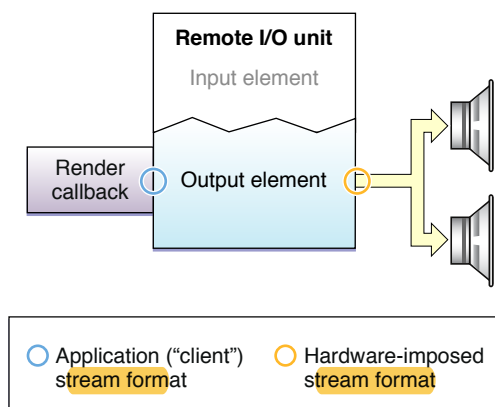 Remote I/O unit
Input element
Render
callback
Output element
Application (“client”)
stream format
Hardware-imposed
stream format